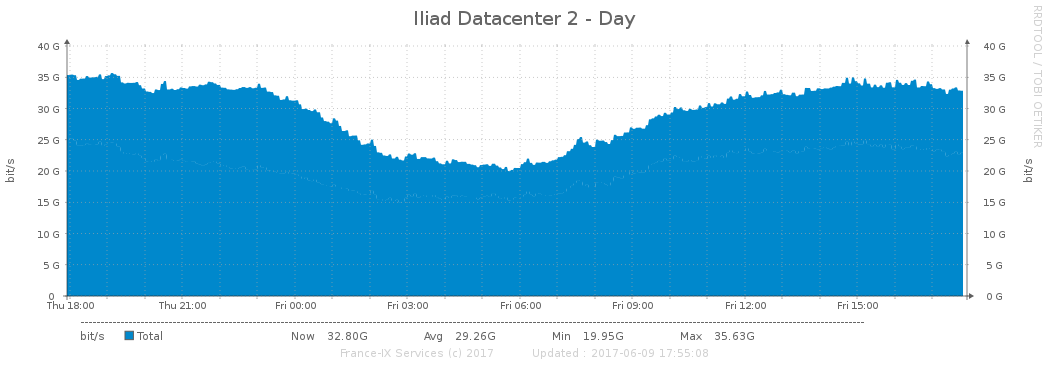 Iliad Datacenter 2 - Day
RRDTOOL / TOBI OETIKER
bit/s
40 G 40 G
35 G 35 G
30 G 30 G
25 G 25 G
20 G 20 G
15 G 15 G
10 G 10 G
5 G 5 G
0 0 G
bit/s
Thu 18:00 Thu 21:00 Fri 00:00 Fri 03:00 Fri 06:00 Fri 09:00 Fri 12:00 Fri 15:00
bit/s Total Now 32.80G Avg 29.26G Min 19.95G Max 35.63G
France-IX Services (c) 2017 Updated : 2017-06-09 17:55:08